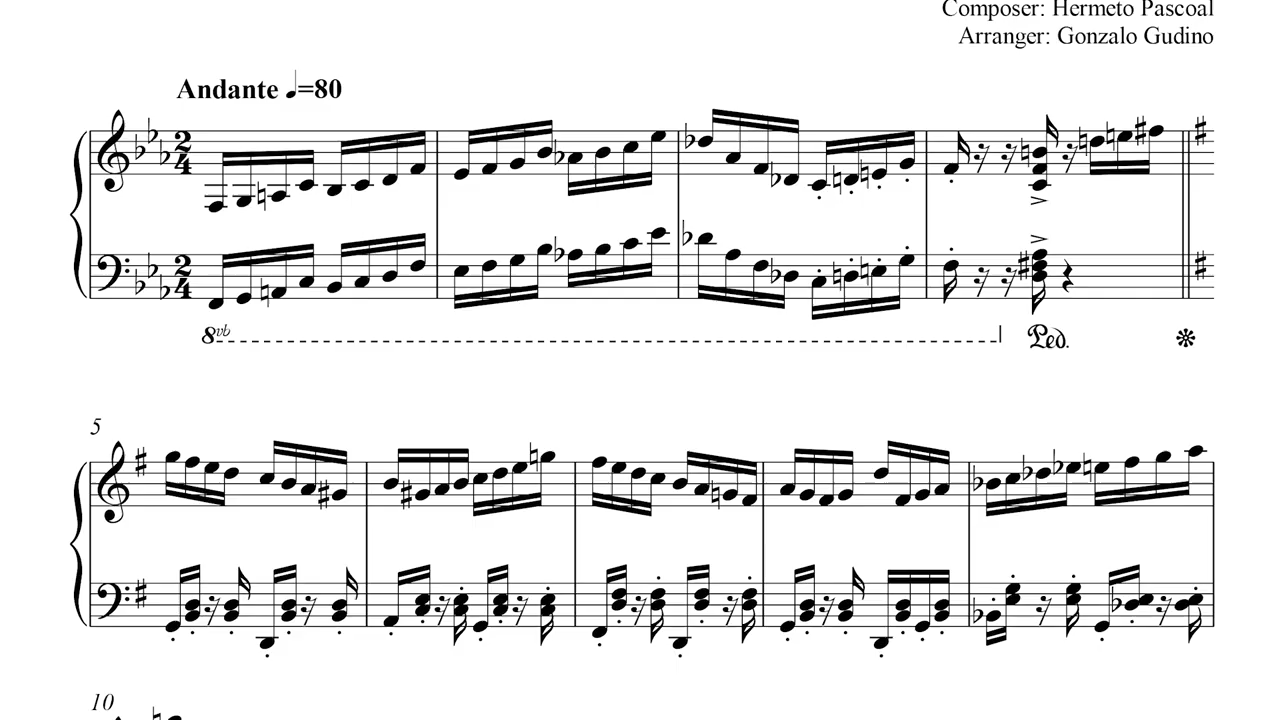 Composer: Hermeto Pascoal
Arranger: Gonzalo Gudino
Andante ♩=80
2
4
2
4
8vb
Ped.
5
10